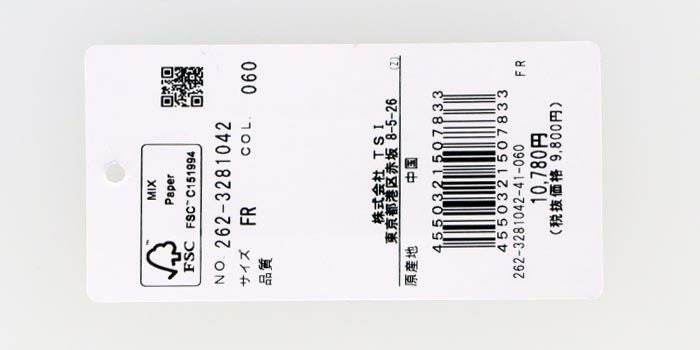 MIX
Paper
FSC™ C151994
FSC™
NO. 262-3281042
COL. 060
サイズ FR
品質
(Z)
株式会社 TSI
東京都港区赤坂 8-5-26
原産地 中国
4550321507833
4550321507833
262-3281042-41-060
FR
10,780円
(税抜価格 9,800円)